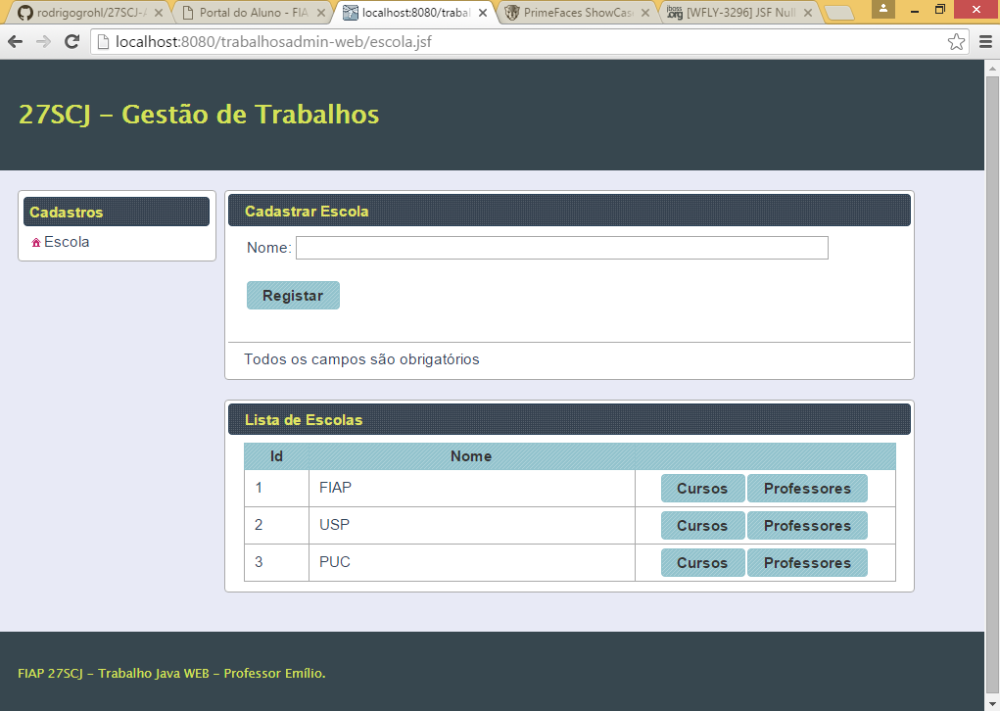 rodrigogrohl/27SCJ-A
Portal do Aluno - FIA
localhost:8080/trabal
PrimeFaces ShowCase
[WFLY-3296] JSF Null
localhost:8080/trabalhosadmin-web/escola.jsf
27SCJ - Gestão de Trabalhos
Cadastros
Escola
Cadastrar Escola
Nome:
Registar
Todos os campos são obrigatórios
Lista de Escolas
Id Nome
1 FIAP Cursos Professores
2 USP Cursos Professores
3 PUC Cursos Professores
FIAP 27SCJ - Trabalho Java WEB - Professor Emílio.